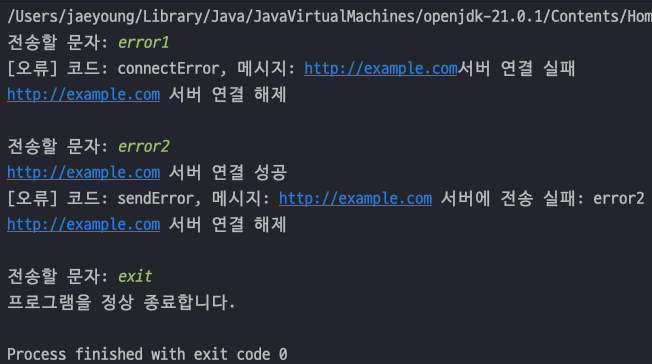 /Users/jaeyoung/Library/Java/JavaVirtualMachines/openjdk-21.0.1/Contents/Hom
전송할 문자: error1
[오류] 코드: connectError, 메시지: http://example.com서버 연결 실패
http://example.com 서버 연결 해제
전송할 문자: error2
http://example.com 서버 연결 성공
[오류] 코드: sendError, 메시지: http://example.com 서버에 전송 실패: error2
http://example.com 서버 연결 해제
전송할 문자: exit
프로그램을 정상 종료합니다.
Process finished with exit code 0